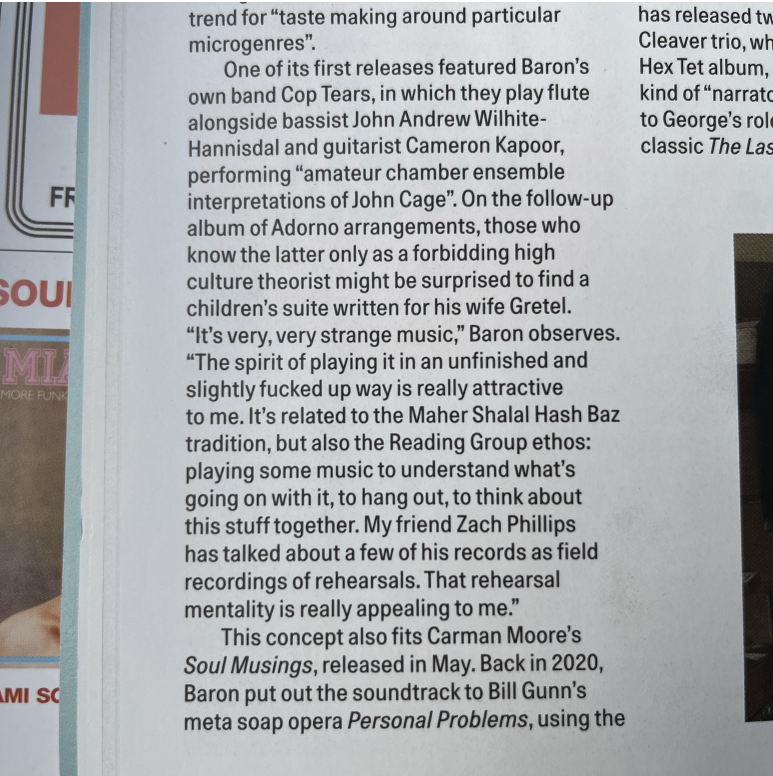 trend for “taste making around particular
microgenres”.
One of its first releases featured Baron’s
own band Cop Tears, in which they play flute
alongside bassist John Andrew Wilhite-
Hannisdal and guitarist Cameron Kapoor,
performing “amateur chamber ensemble
interpretations of John Cage”. On the follow-up
album of Adorno arrangements, those who
know the latter only as a forbidding high
culture theorist might be surprised to find a
children’s suite written for his wife Gretel.
“It’s very, very strange music,” Baron observes.
“The spirit of playing it in an unfinished and
slightly fucked up way is really attractive
to me. It’s related to the Maher Shalal Hash Baz
tradition, but also the Reading Group ethos:
playing some music to understand what’s
going on with it, to hang out, to think about
this stuff together. My friend Zach Phillips
has talked about a few of his records as field
recordings of rehearsals. That rehearsal
mentality is really appealing to me.”
This concept also fits Carman Moore’s
Soul Musings, released in May. Back in 2020,
Baron put out the soundtrack to Bill Gunn’s
meta soap opera Personal Problems, using the
has released
Cleaver trio,
Hex Tet album,
kind of
to George’s
classic The
MORE FUNK